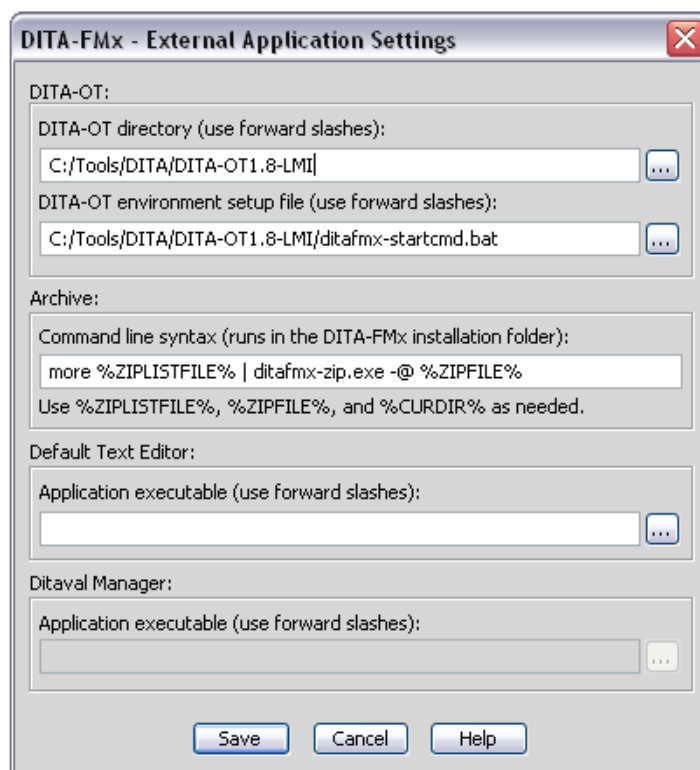 DITA-FMx - External Application Settings
DITA-OT:
DITA-OT directory (use forward slashes):
C:/Tools/DITA/DITA-OT1.8-LMI
...
DITA-OT environment setup file (use forward slashes):
C:/Tools/DITA/DITA-OT1.8-LMI/ditafmx-startcmd.bat
...
Archive:
Command line syntax (runs in the DITA-FMx installation folder):
more %ZIPLISTFILE% | ditafmx-zip.exe -@ %ZIPFILE%
Use %ZIPLISTFILE%, %ZIPFILE%, and %CURDIR% as needed.
Default Text Editor:
Application executable (use forward slashes):
...
Ditaval Manager:
Application executable (use forward slashes):
...
Save Cancel Help